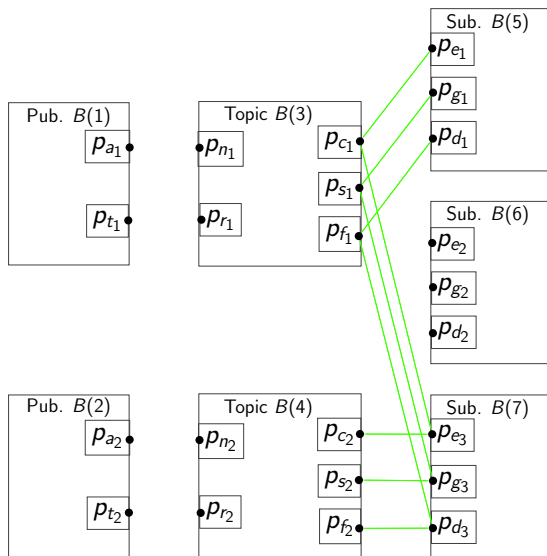 Pub. B(1)
p_{a_1}
p_{t_1}
Topic B(3)
p_{n_1}
p_{r_1}
p_{c_1}
p_{s_1}
p_{f_1}
Sub. B(5)
p_{e_1}
p_{g_1}
p_{d_1}
Sub. B(6)
p_{e_2}
p_{g_2}
p_{d_2}
Pub. B(2)
p_{a_2}
p_{t_2}
Topic B(4)
p_{n_2}
p_{r_2}
p_{c_2}
p_{s_2}
p_{f_2}
Sub. B(7)
p_{e_3}
p_{g_3}
p_{d_3}